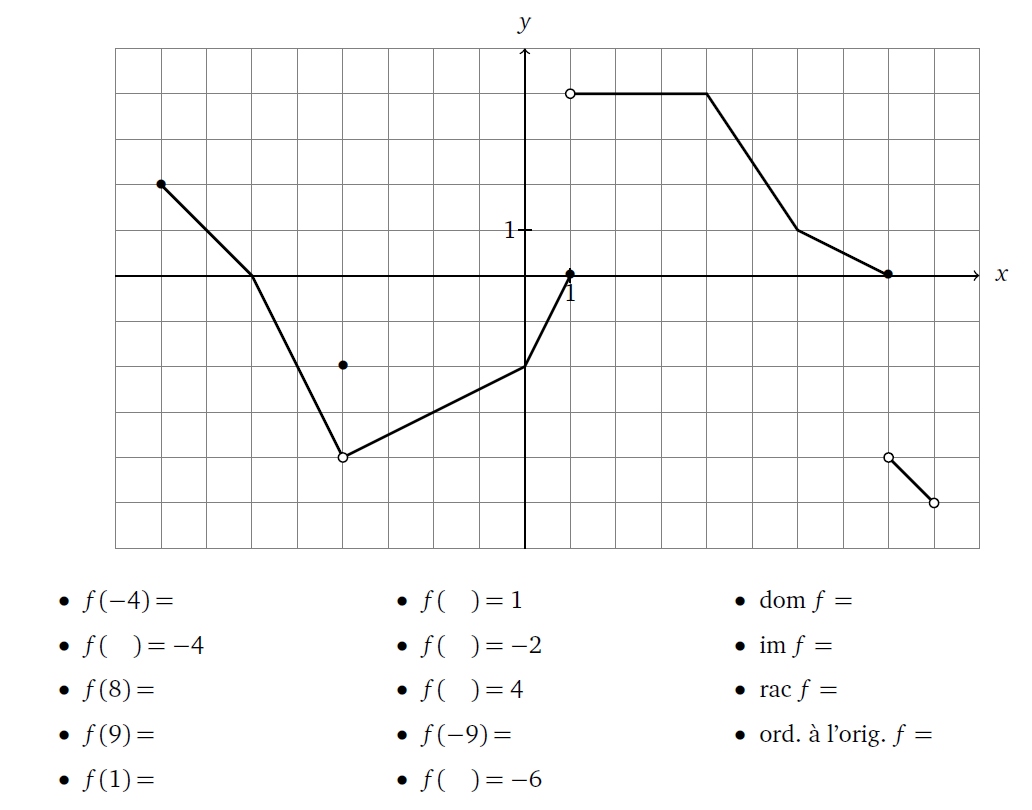 y
1
x
1
• f(−4) =
• f( ) = −4
• f(8) =
• f(9) =
• f(1) =
• f( ) = 1
• f( ) = −2
• f( ) = 4
• f(−9) =
• f( ) = −6
• dom f =
• im f =
• rac f =
• ord. à l’orig. f =